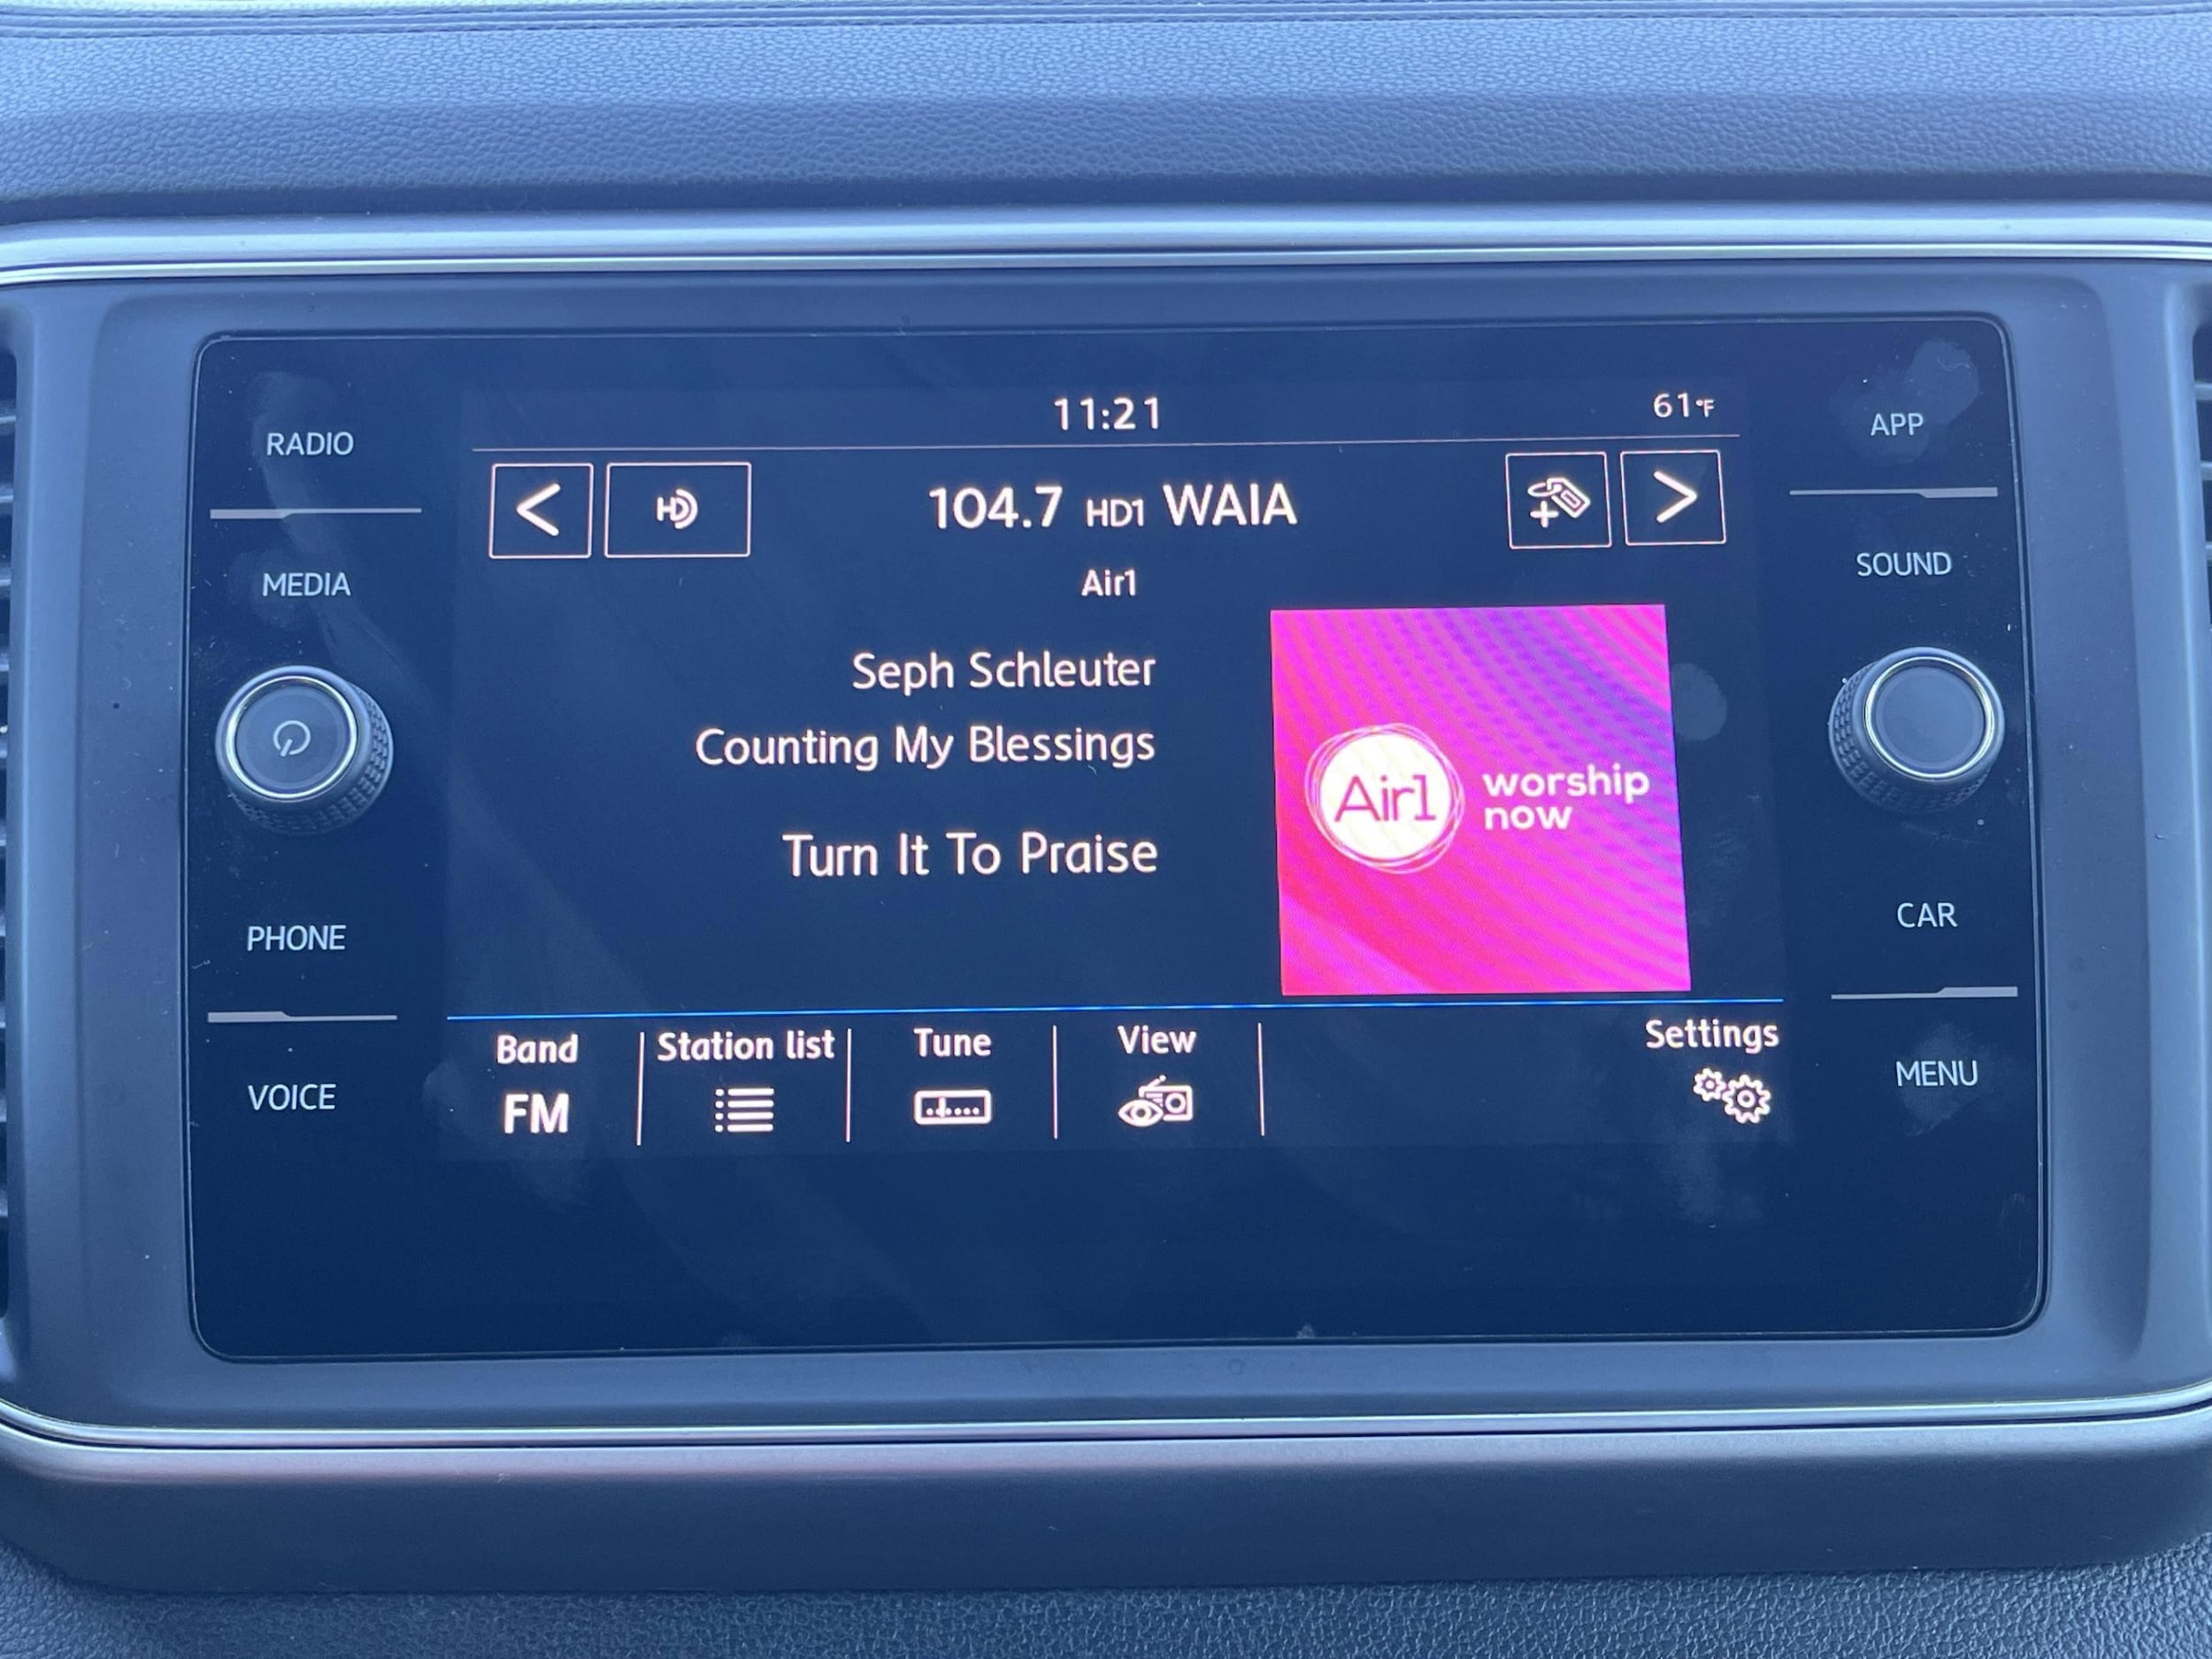 11:21
61°F
RADIO
APP
<
HD
104.7 HD1 WAIA
>
Air1
MEDIA
SOUND
Seph Schleuter
Counting My Blessings
Turn It To Praise
Air1
worship
now
PHONE
CAR
Band
Station list
Tune
View
Settings
FM
VOICE
MENU